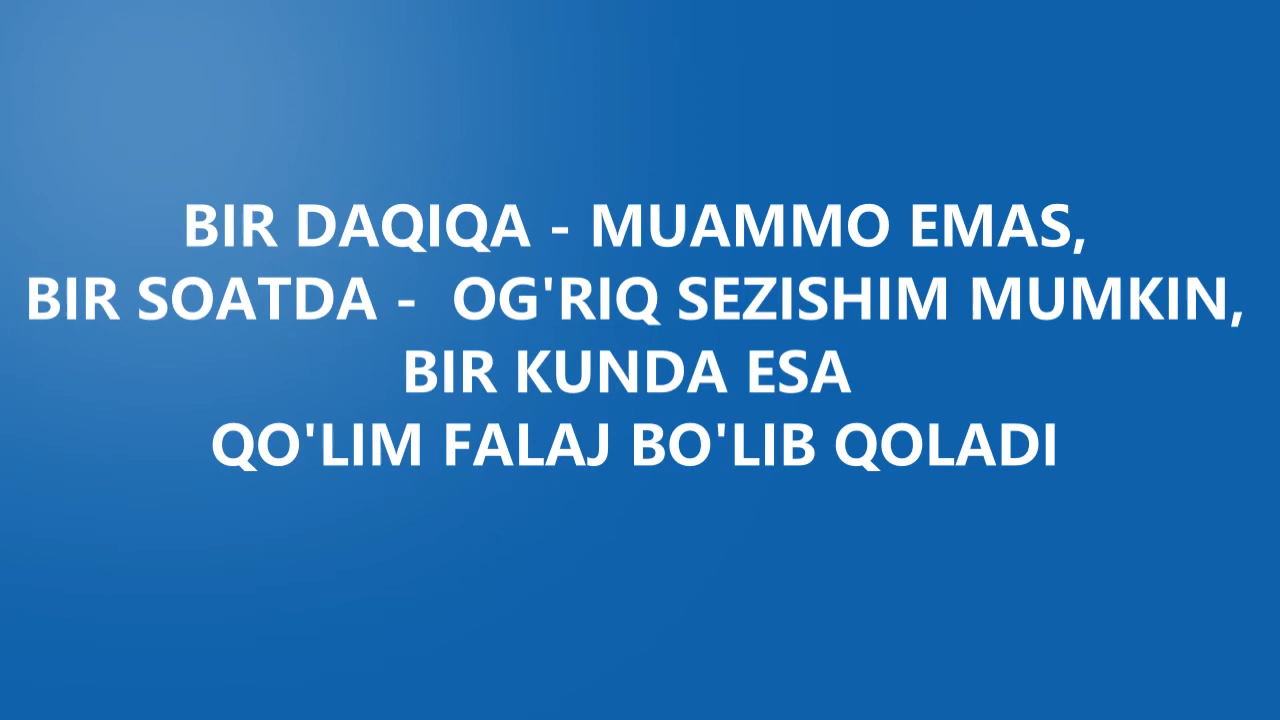 BIR DAQIQA - MUAMMO EMAS,
BIR SOATDA -  OG'RIQ SEZISHIM MUMKIN,
BIR KUNDA ESA
QO'LIM FALAJ BO'LIB QOLADI